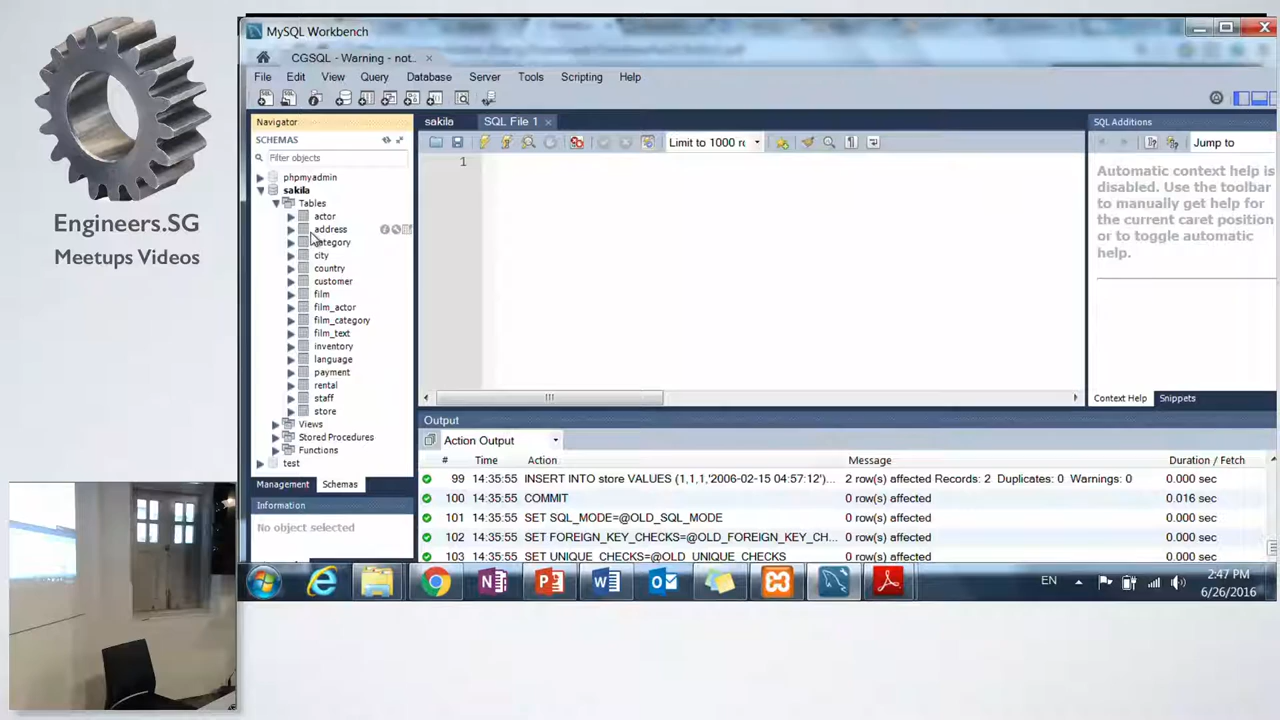 MySQL Workbench
CGSQL - Warning - not..
File Edit View Query Database Server Tools Scripting Help
Navigator
SCHEMAS
Filter objects
phpmyadmin
sakila
Tables
actor
address
category
city
country
customer
film
film_actor
film_category
film_text
inventory
language
payment
rental
staff
store
Views
Stored Procedures
Functions
test
Management Schemas
Information
No object selected
sakila SQL File 1
Limit to 1000 rc
1
SQL Additions
Jump to
Automatic context help is
disabled. Use the toolbar
to manually get help for
the current caret position
or to toggle automatic
help.
Context Help Snippets
Output
Action Output
# Time Action Message Duration / Fetch
99 14:35:55 INSERT INTO store VALUES (1,1,1,'2006-02-15 04:57:12')... 2 row(s) affected Records: 2 Duplicates: 0 Warnings: 0 0.000 sec
100 14:35:55 COMMIT 0 row(s) affected 0.016 sec
101 14:35:55 SET SQL_MODE=@OLD_SQL_MODE 0 row(s) affected 0.000 sec
102 14:35:55 SET FOREIGN_KEY_CHECKS=@OLD_FOREIGN_KEY_CH... 0 row(s) affected 0.000 sec
103 14:35:55 SET UNIQUE_CHECKS=@OLD_UNIQUE_CHECKS 0 row(s) affected 0.000 sec
EN
2:47 PM
6/26/2016
Engineers.SG
Meetups Videos